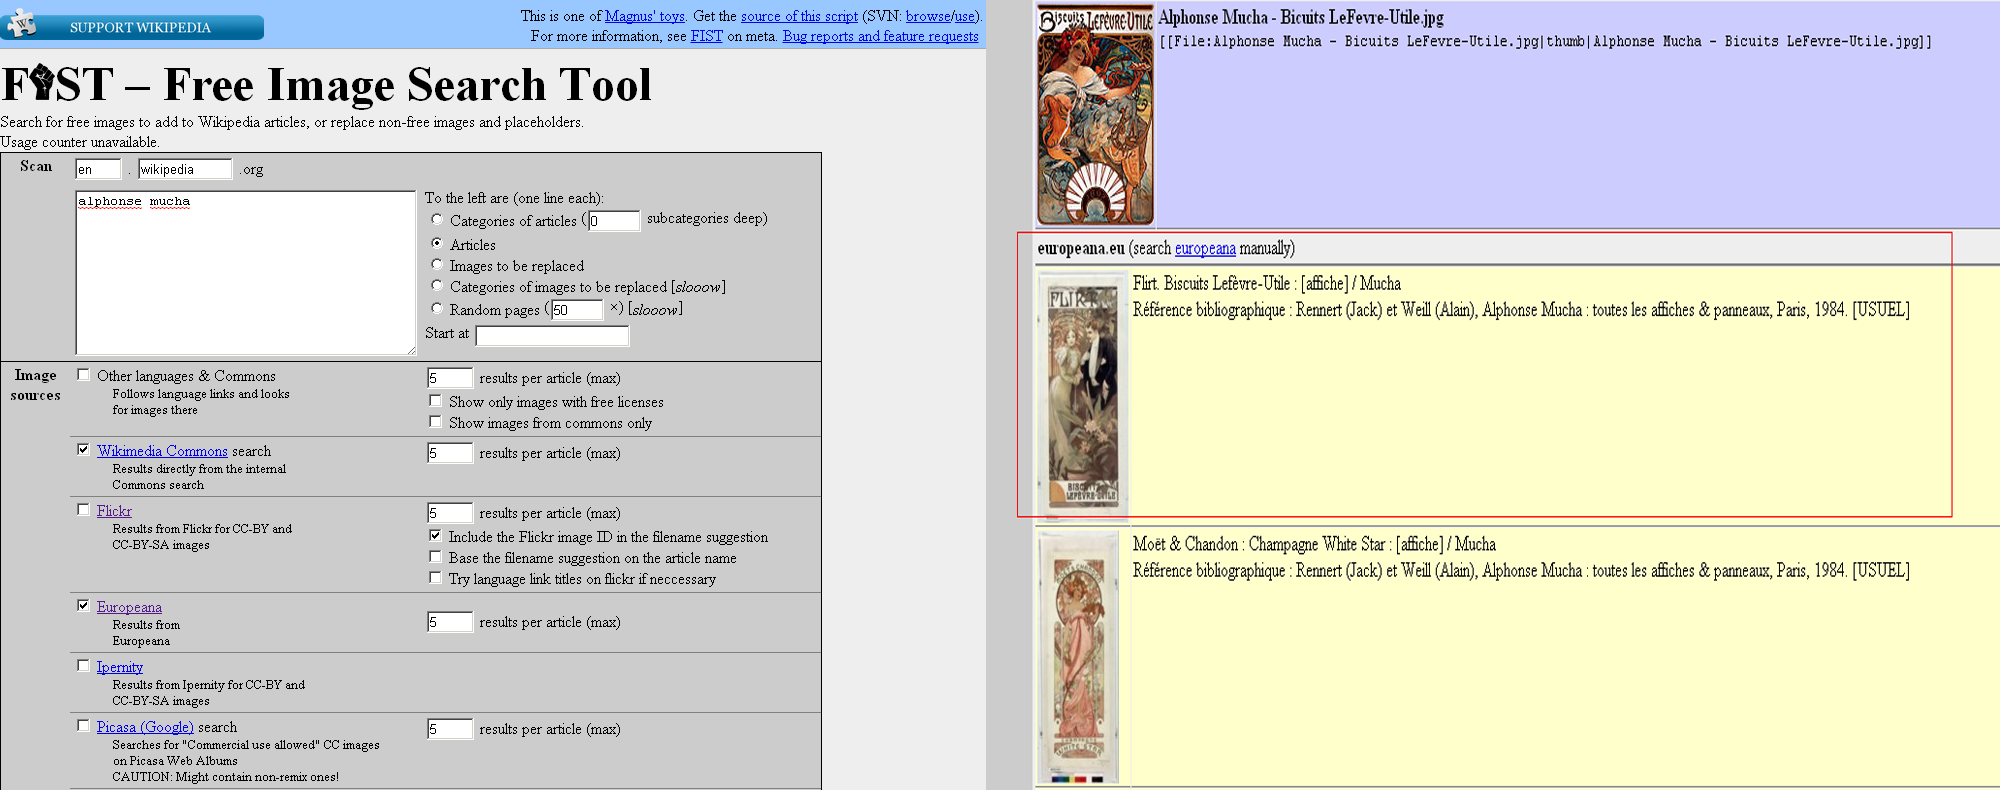 SUPPORT WIKIPEDIA
This is one of Magnus' toys. Get the source of this script (SVN: browse/use).
For more information, see FIST on meta. Bug reports and feature requests
FIST – Free Image Search Tool
Search for free images to add to Wikipedia articles, or replace non-free images and placeholders.
Usage counter unavailable.
Scan
en . wikipedia .org
alphonse mucha
To the left are (one line each):
Categories of articles (0 subcategories deep)
Articles
Images to be replaced
Categories of images to be replaced [slooow]
Random pages (50 ×) [slooow]
Start at
Image sources
Other languages & Commons
Follows language links and looks
for images there
5 results per article (max)
Show only images with free licenses
Show images from commons only
Wikimedia Commons search
Results directly from the internal
Commons search
5 results per article (max)
Flickr
Results from Flickr for CC-BY and
CC-BY-SA images
5 results per article (max)
Include the Flickr image ID in the filename suggestion
Base the filename suggestion on the article name
Try language link titles on flickr if neccessary
Europeana
Results from
Europeana
5 results per article (max)
Ipernity
Results from Ipernity for CC-BY and
CC-BY-SA images
Picasa (Google) search
Searches for "Commercial use allowed" CC images
on Picasa Web Albums
CAUTION: Might contain non-remix ones!
5 results per article (max)
Biscuits Lefèvre-Utile
Alphonse Mucha - Bicuits LeFevre-Utile.jpg
[[File:Alphonse Mucha - Bicuits LeFevre-Utile.jpg|thumb|Alphonse Mucha - Bicuits LeFevre-Utile.jpg]]
europeana.eu (search europeana manually)
FLIRT
BISCUITS
LEFÈVRE-UTILE
Flirt. Biscuits Lefèvre-Utile : [affiche] / Mucha
Référence bibliographique : Rennert (Jack) et Weill (Alain), Alphonse Mucha : toutes les affiches & panneaux, Paris, 1984. [USUEL]
WHITE STAR
Moët & Chandon : Champagne White Star : [affiche] / Mucha
Référence bibliographique : Rennert (Jack) et Weill (Alain), Alphonse Mucha : toutes les affiches & panneaux, Paris, 1984. [USUEL]